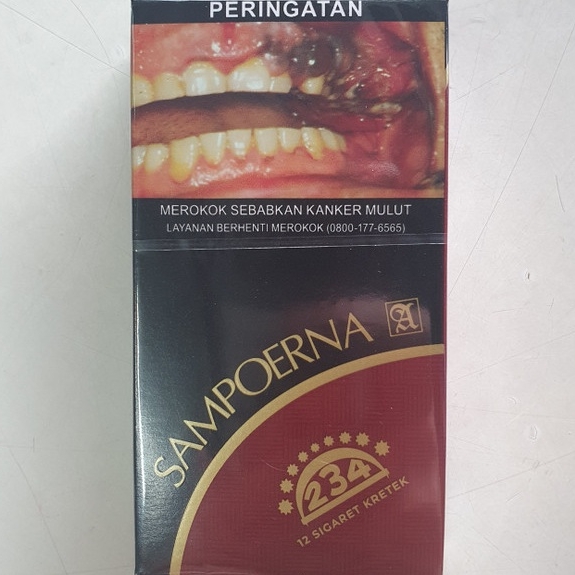 PERINGATAN
MEROKOK SEBABKAN KANKER MULUT
LAYANAN BERHENTI MEROKOK (0800-177-6565)
SAMPOERNA A
234
12 SIGARET KRETEK